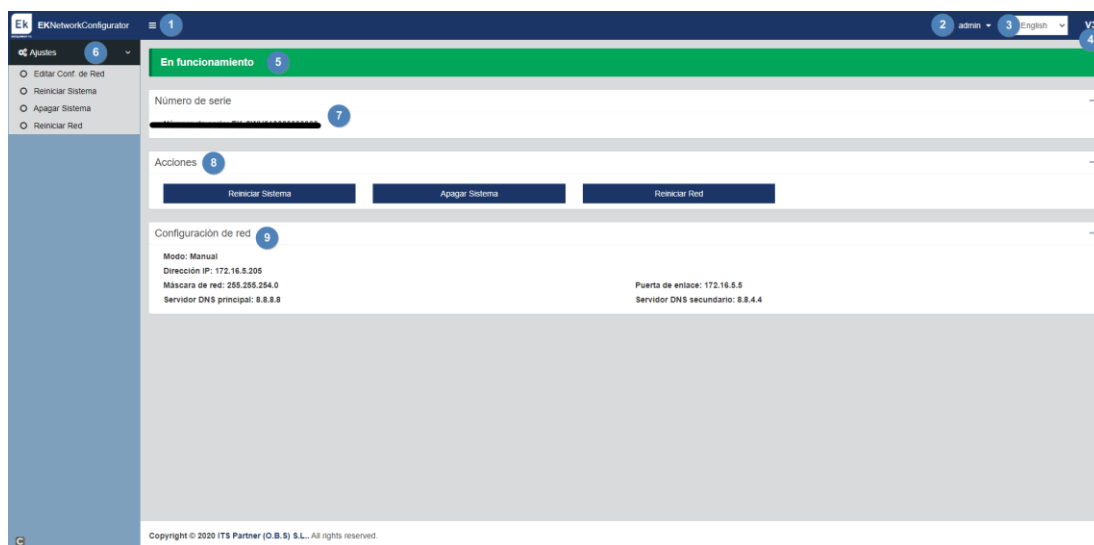 Ek EKNetworkConfigurator 1 2 admin 3 English V3
4
Ajustes 6
Editar Conf. de Red
Reiniciar Sistema
Apagar Sistema
Reiniciar Red
En funcionamiento 5
Número de serie
7
Acciones 8
Reiniciar Sistema Apagar Sistema Reiniciar Red
Configuración de red 9
Modo: Manual
Dirección IP: 172.16.5.205
Máscara de red: 255.255.254.0 Puerta de enlace: 172.16.5.5
Servidor DNS principal: 8.8.8.8 Servidor DNS secundario: 8.8.4.4
Copyright © 2020 ITS Partner (O.B.S) S.L.. All rights reserved.